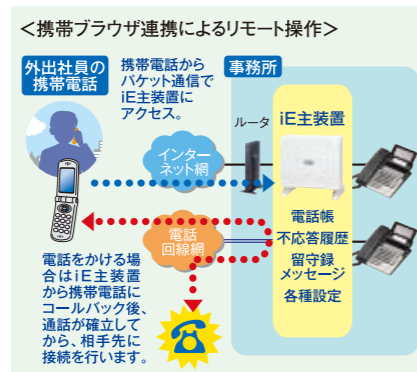 ＜携帯ブラウザ連携によるリモート操作＞
外出社員の
携帯電話
携帯電話から
パケット通信で
iE主装置に
アクセス。
事務所
ルータ
iE主装置
インター
ネット網
電話
回線網
電話帳
不応答履歴
留守録
メッセージ
各種設定
電話をかける場
合はiE主装置
から携帯電話に
コールバック後、
通話が確立して
から、相手先に
接続を行います。